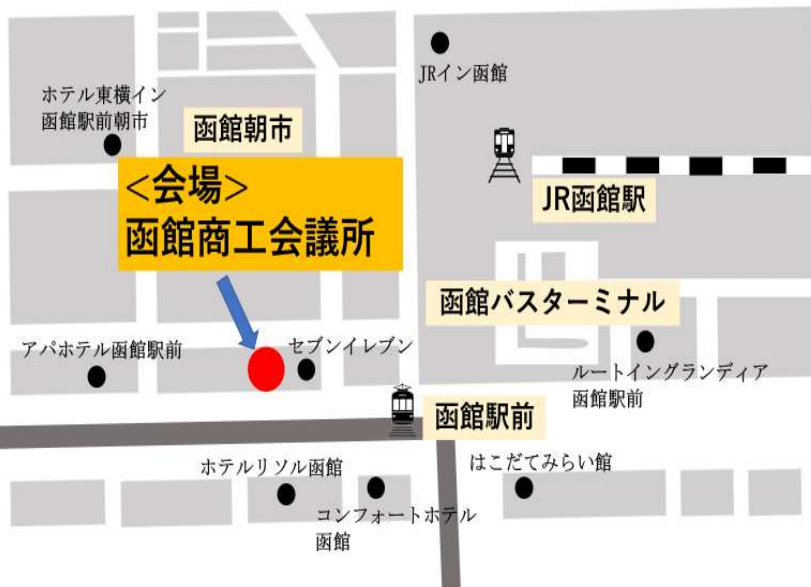 JRイン函館
ホテル東横イン
函館駅前朝市
函館朝市
<会場>
函館商工会議所
JR函館駅
函館バスターミナル
アパホテル函館駅前
セブンイレブン
ルートイングランディア
函館駅前
函館駅前
ホテルリソル函館
はこだてみらい館
コンフォートホテル
函館